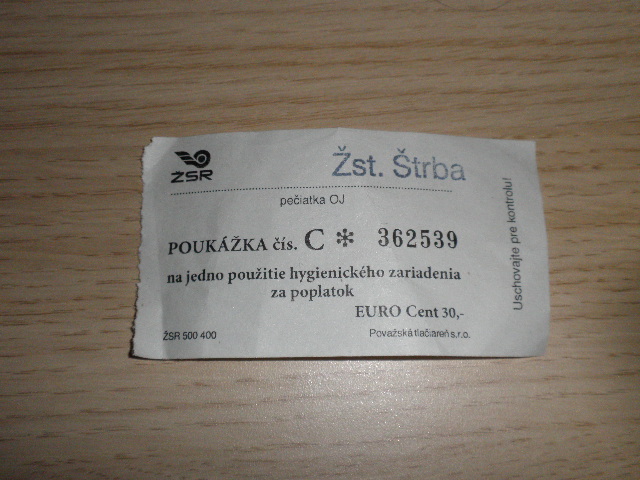 ŽSR
Žst. Štrba
pečiatka OJ
POUKÁŽKA čís. C * 362539
na jedno použitie hygienického zariadenia
za poplatok
EURO Cent 30,-
ŽSR 500 400
Považská tlačiareň s.r.o.
Uschovajte pre kontrolu!